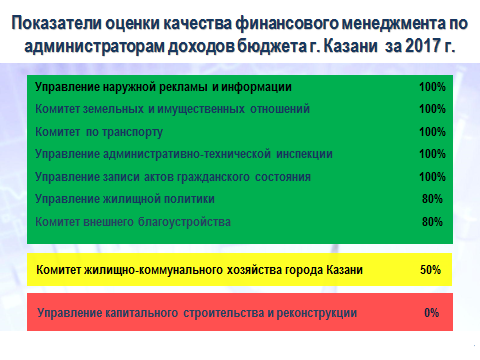 Показатели оценки качества финансового менеджмента по
администраторам доходов бюджета г. Казани за 2017 г.
Управление наружной рекламы и информации 100%
Комитет земельных и имущественных отношений 100%
Комитет по транспорту 100%
Управление административно-технической инспекции 100%
Управление записи актов гражданского состояния 100%
Управление жилищной политики 80%
Комитет внешнего благоустройства 80%
Комитет жилищно-коммунального хозяйства города Казани 50%
Управление капитального строительства и реконструкции 0%